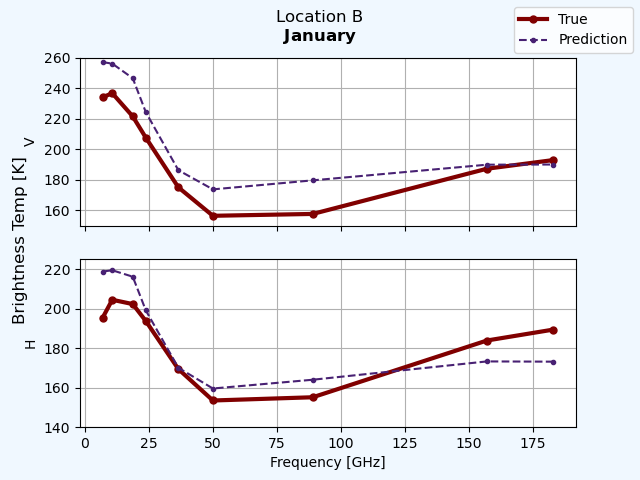 Location B
January
True
Prediction
Brightness Temp [K]
V
260
240
220
200
180
160
H
220
200
180
160
140
0
25
50
75
100
125
150
175
Frequency [GHz]